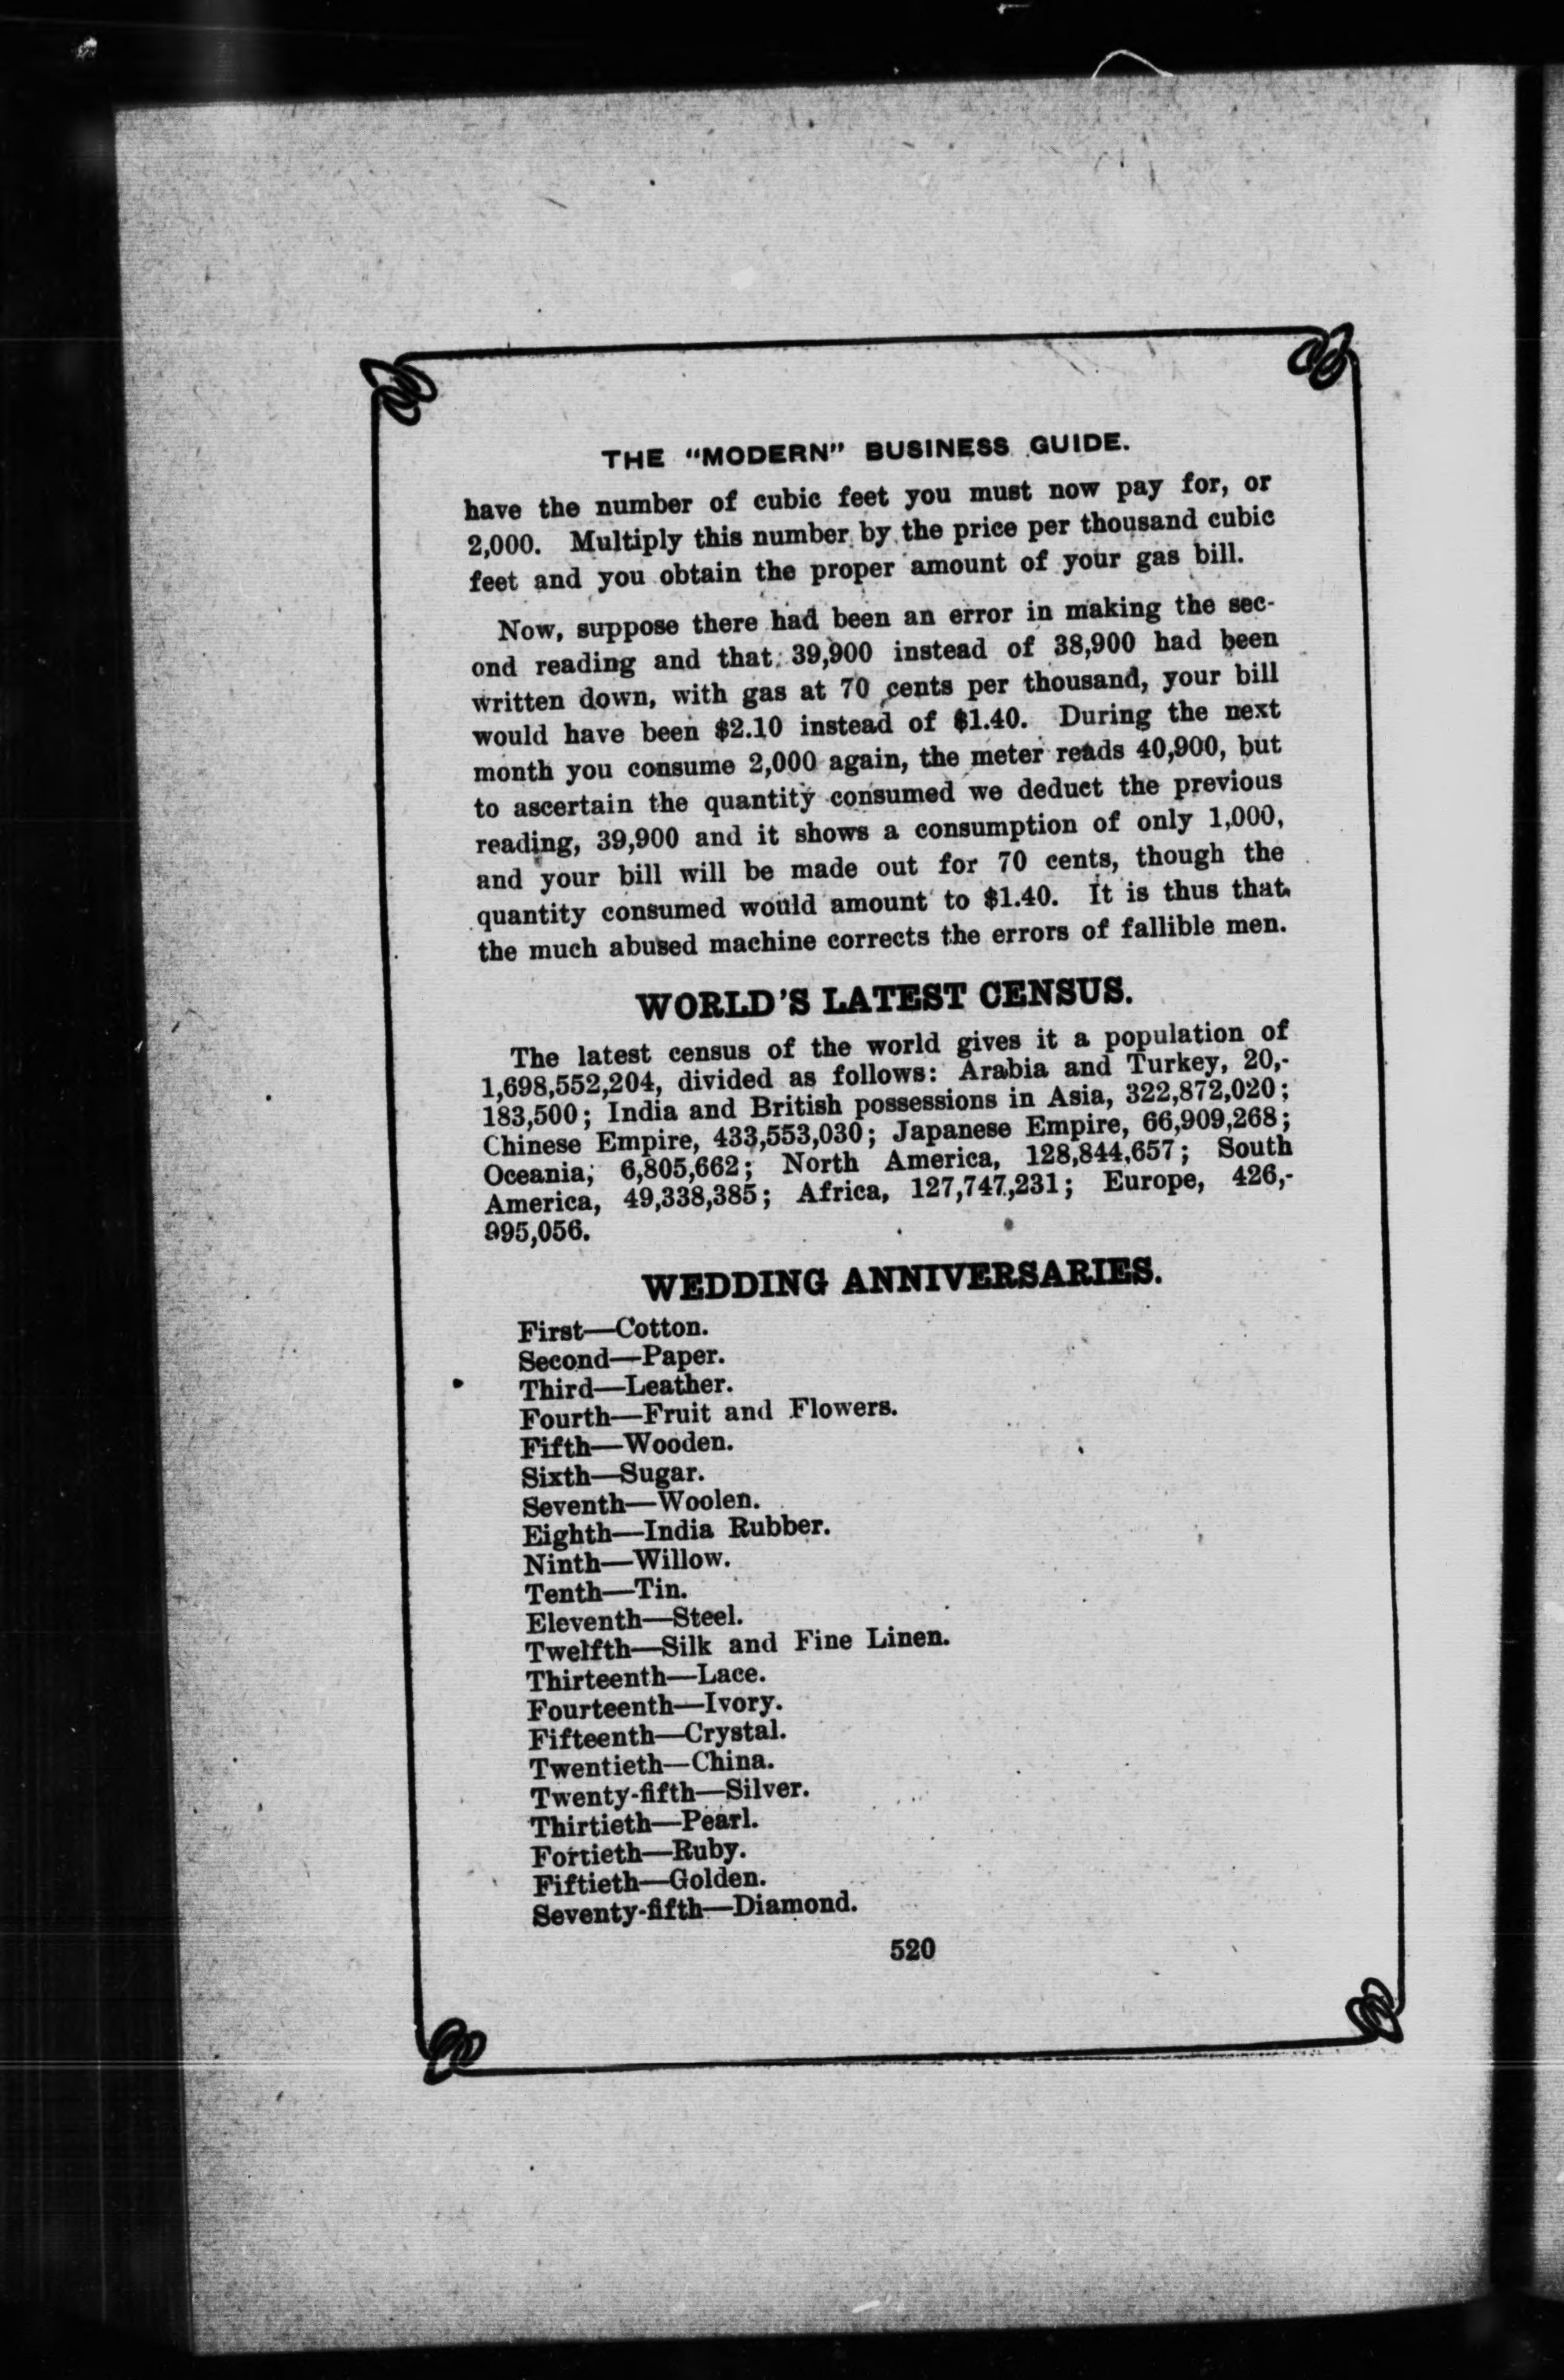 THE "MODERN" BUSINESS GUIDE.
have the number of cubic feet you must now pay for, or
2,000. Multiply this number by the price per thousand cubic
feet and you obtain the proper amount of your gas bill.
Now, suppose there had been an error in making the sec-
ond reading and that 39,900 instead of 38,900 had been
written down, with gas at 70 cents per thousand, your bill
would have been $2.10 instead of $1.40. During the next
month you consume 2,000 again, the meter reads 40,900, but
to ascertain the quantity consumed we deduct the previous
reading, 39,900 and it shows a consumption of only 1,000,
and your bill will be made out for 70 cents, though the
quantity consumed would amount to $1.40. It is thus that
the much abused machine corrects the errors of fallible men.
WORLD'S LATEST CENSUS.
The latest census of the world gives it a population of
1,698,552,204, divided as follows: Arabia and Turkey, 20,-
183,500; India and British possessions in Asia, 322,872,020;
Chinese Empire, 433,553,030; Japanese Empire, 66,909,268;
Oceania, 6,805,662; North America, 128,844,657; South
America, 49,338,385; Africa, 127,747,231; Europe, 426,-
995,056.
WEDDING ANNIVERSARIES.
First—Cotton.
Second—Paper.
Third—Leather.
Fourth—Fruit and Flowers.
Fifth—Wooden.
Sixth—Sugar.
Seventh—Woolen.
Eighth—India Rubber.
Ninth—Willow.
Tenth—Tin.
Eleventh—Steel.
Twelfth—Silk and Fine Linen.
Thirteenth—Lace.
Fourteenth—Ivory.
Fifteenth—Crystal.
Twentieth—China.
Twenty-fifth—Silver.
Thirtieth—Pearl.
Fortieth—Ruby.
Fiftieth—Golden.
Seventy-fifth—Diamond.
520